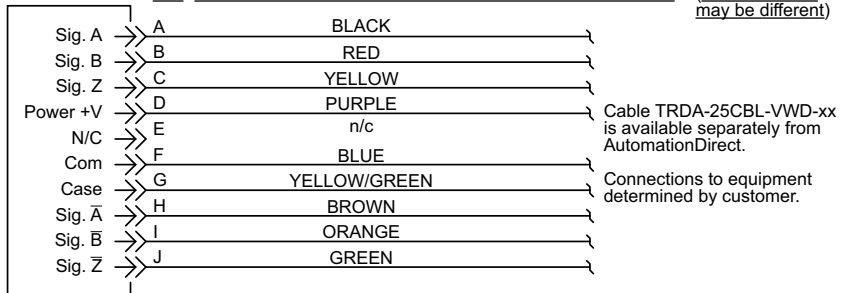 may be different)
Sig. A A BLACK
Sig. B B RED
Sig. Z C YELLOW
Power +V D PURPLE
N/C E n/c
Com F BLUE
Case G YELLOW/GREEN
Sig. A̅ H BROWN
Sig. B̅ I ORANGE
Sig. Z̅ J GREEN
Cable TRDA-25CBL-VWD-xx
is available separately from
AutomationDirect.
Connections to equipment
determined by customer.